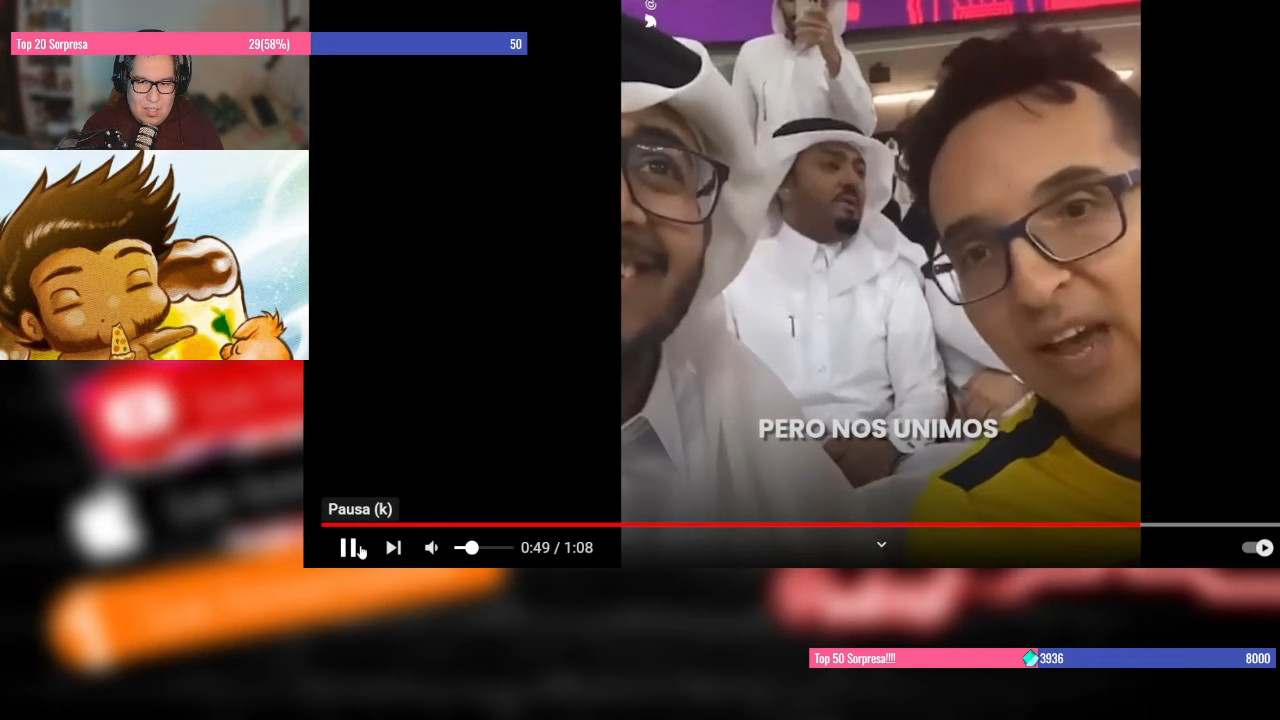 Top 20 Sorpresa 29(58%) 50
PERO NOS UNIMOS
Pausa (k)
0:49 / 1:08
Top 50 Sorpresa!!!! 3936 8000